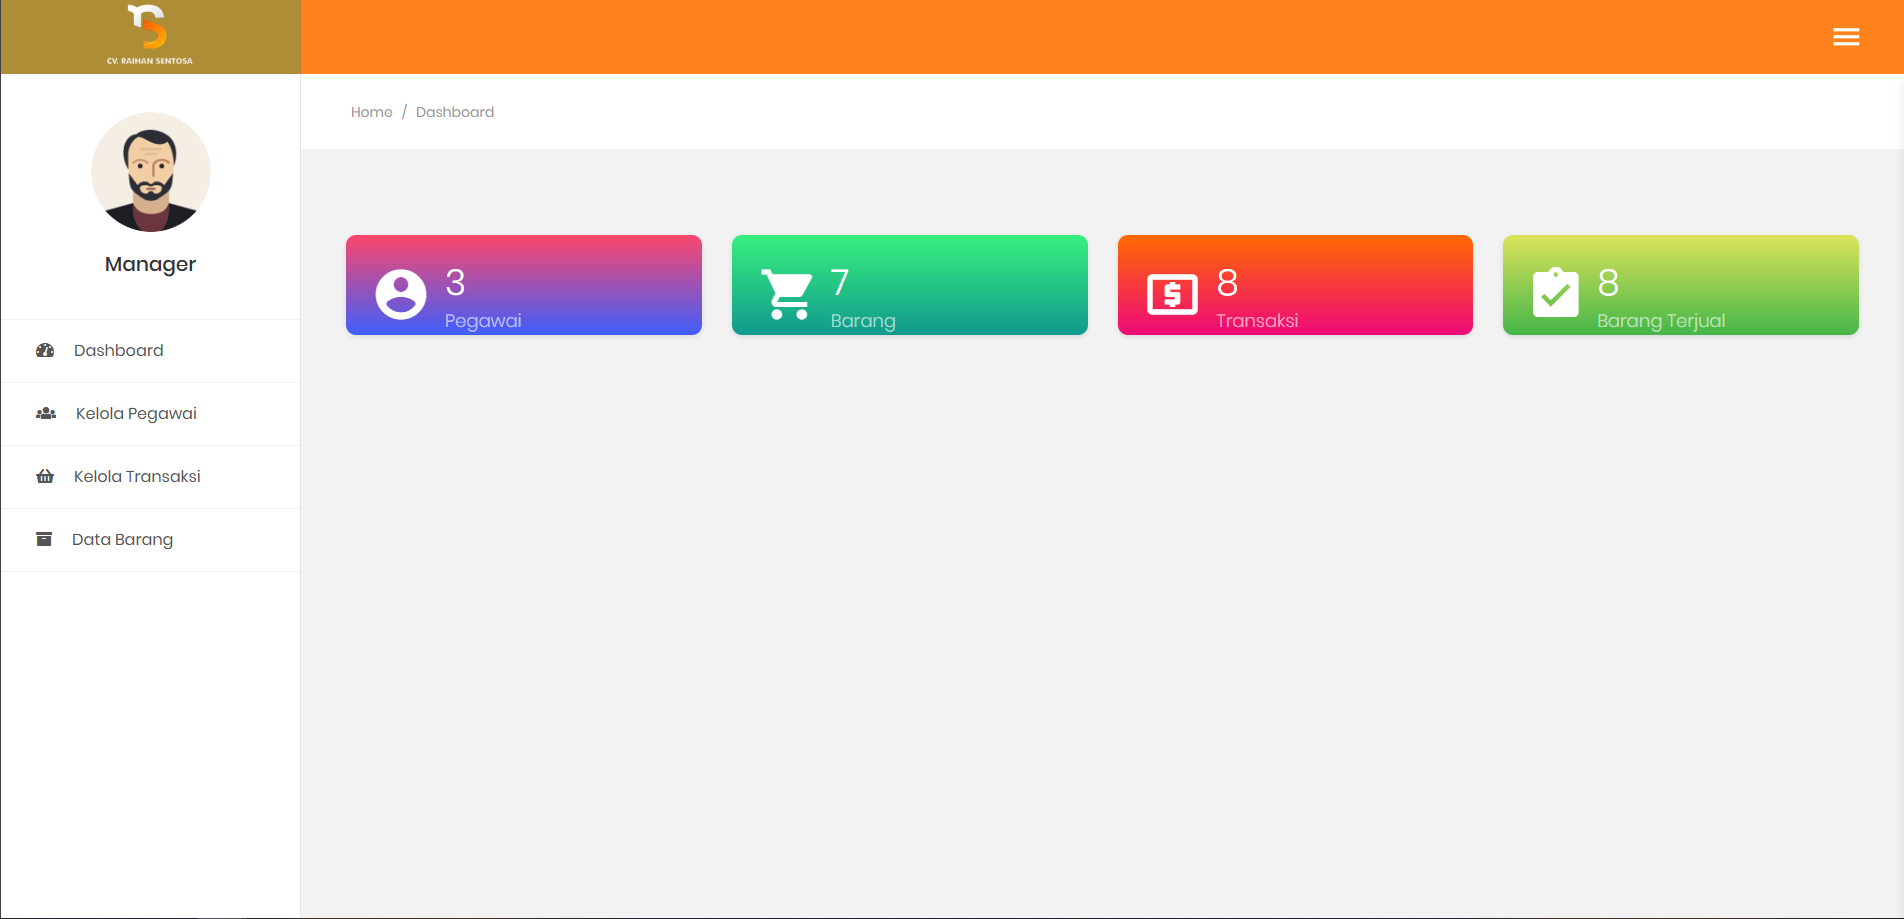 CV. RAIHAN SENTOSA
Home / Dashboard
Manager
Dashboard
Kelola Pegawai
Kelola Transaksi
Data Barang
3
Pegawai
7
Barang
8
Transaksi
8
Barang Terjual